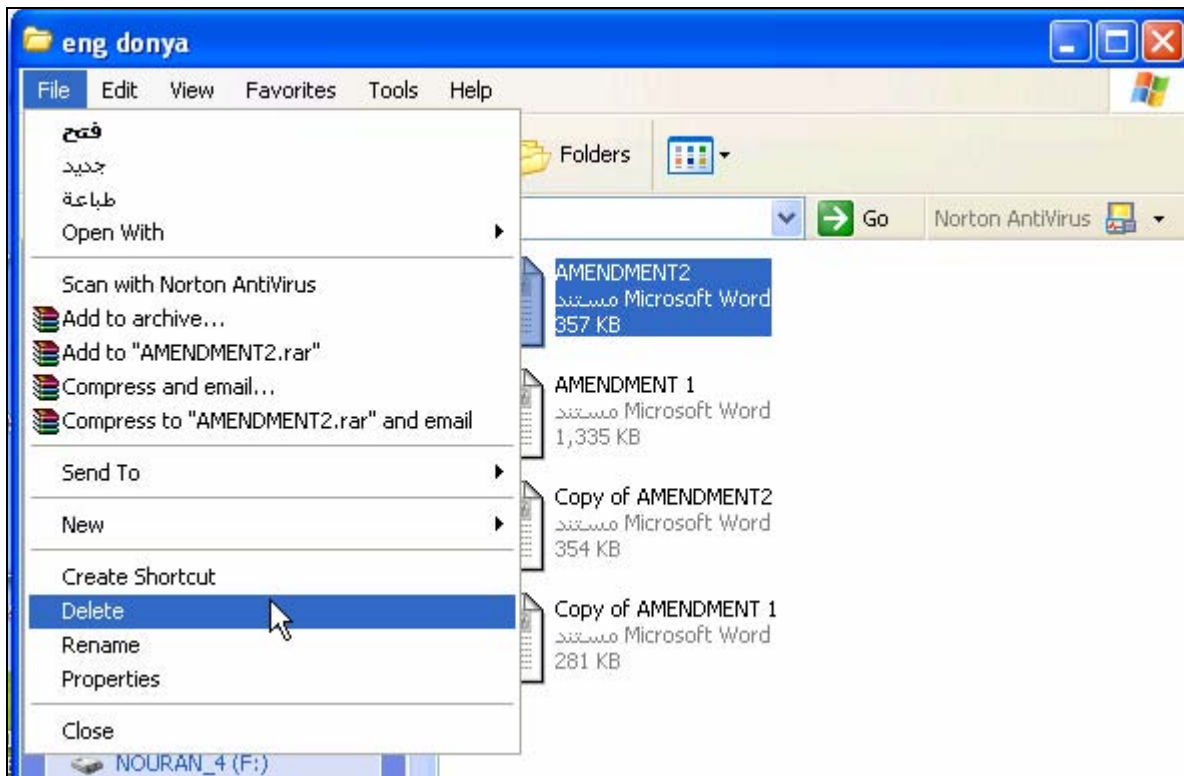 eng donya
File Edit View Favorites Tools Help
فتح
جديد
طباعة
Open With
Scan with Norton AntiVirus
Add to archive...
Add to "AMENDMENT2.rar"
Compress and email...
Compress to "AMENDMENT2.rar" and email
Send To
New
Create Shortcut
Delete
Rename
Properties
Close
NOURAN_4 (F:)
Folders
Go Norton AntiVirus
AMENDMENT2
مستند Microsoft Word
357 KB
AMENDMENT 1
مستند Microsoft Word
1,335 KB
Copy of AMENDMENT2
مستند Microsoft Word
354 KB
Copy of AMENDMENT 1
مستند Microsoft Word
281 KB